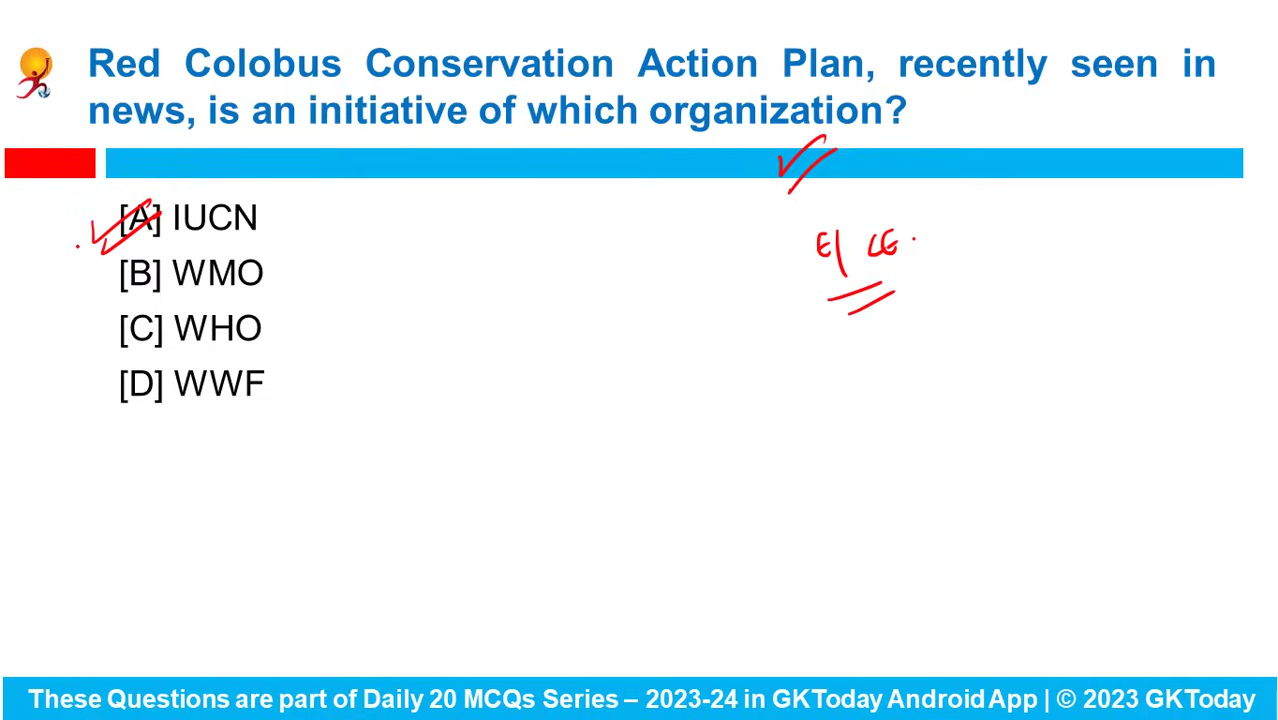 Red Colobus Conservation Action Plan, recently seen in
news, is an initiative of which organization?
[A] IUCN
E/ CE
[B] WMO
[C] WHO
[D] WWF
These Questions are part of Daily 20 MCQs Series – 2023-24 in GKToday Android App | © 2023 GKToday